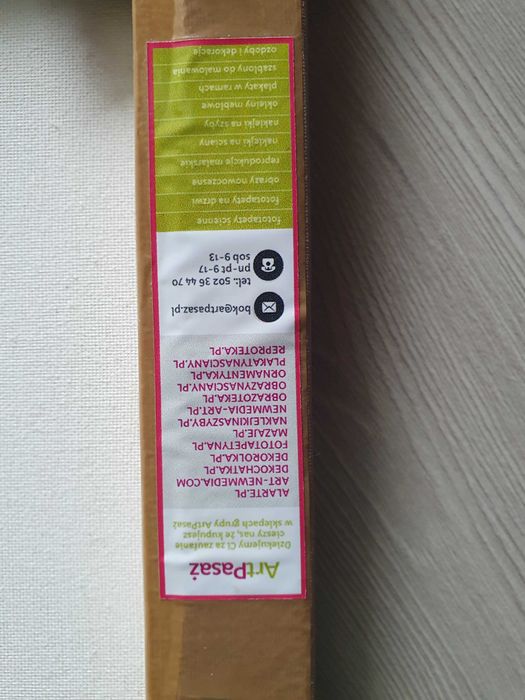 ArtPasaż
Dziękujemy Ci za zaufanie
cieszy nas, że kupujesz
w sklepach grupy ArtPasaż
ALARTE.PL
ART-NEWMEDIA.COM
DEKOCHATKA.PL
DEKOROLKA.PL
FOTOTAPETYNA.PL
MAZAJE.PL
NAKLEJKINASZYBY.PL
NEWMEDIA-ART.PL
OBRAZOTEKA.PL
OBRAZYNASCIANY.PL
ORNAMENTYKA.PL
PLAKATYNASCIANY.PL
REPROTEKA.PL
bok@artpasaz.pl
tel.: 502 36 44 70
pn-pt 9-17
sob 9-13
fototapety ścienne
fototapety na drzwi
obrazy nowoczesne
reprodukcje malarskie
naklejki na ściany
naklejki na szyby
okleiny meblowe
plakaty w ramach
szablony do malowania
ozdoby i dekoracje